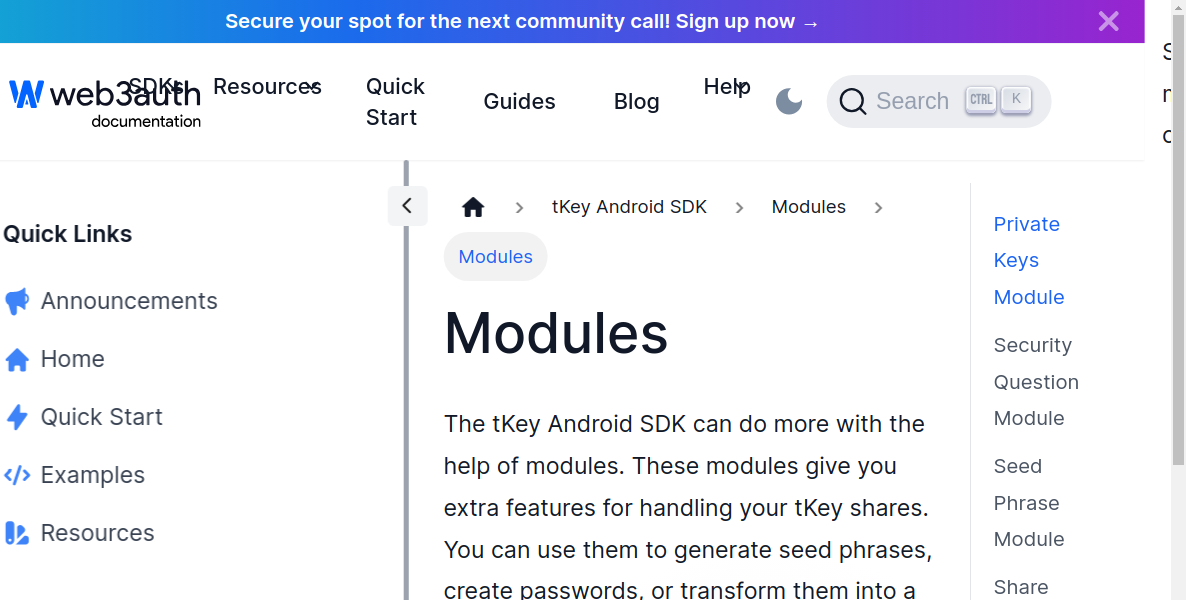 Secure your spot for the next community call! Sign up now →
web3auth
documentation
SDKs
Resources
Quick
Start
Guides
Blog
Help
Search
CTRL
K
Quick Links
Announcements
Home
Quick Start
Examples
Resources
tKey Android SDK
Modules
Modules
Modules
The tKey Android SDK can do more with the
help of modules. These modules give you
extra features for handling your tKey shares.
You can use them to generate seed phrases,
create passwords, or transform them into a
Private
Keys
Module
Security
Question
Module
Seed
Phrase
Module
Share